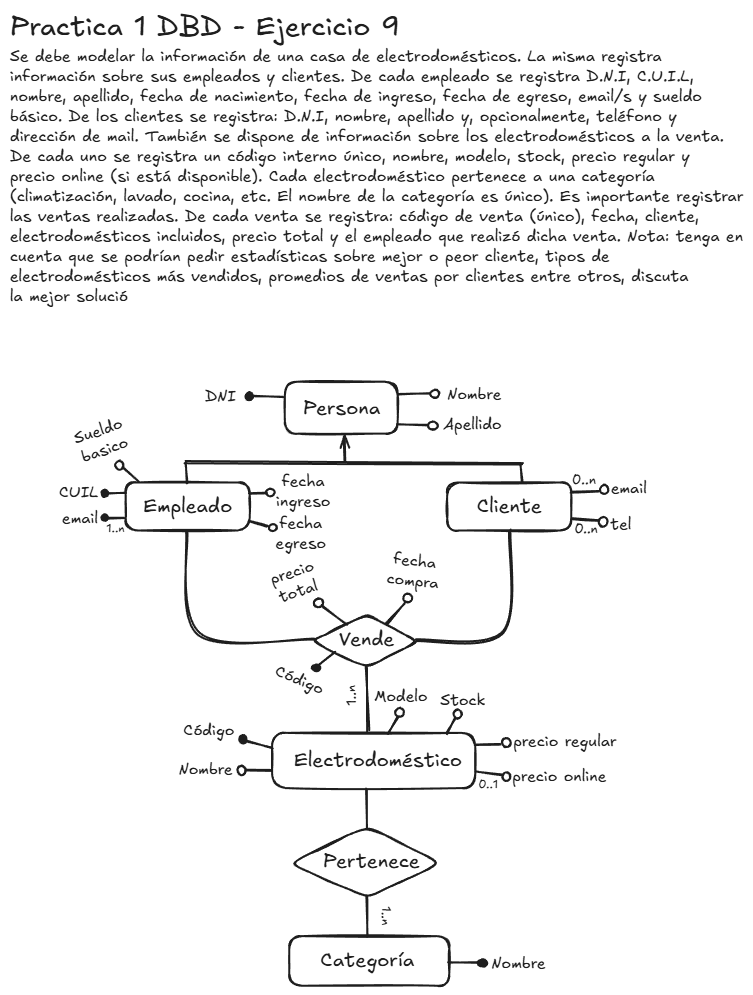 Practica 1 DBD - Ejercicio 9
Se debe modelar la información de una casa de electrodomésticos. La misma registra
información sobre sus empleados y clientes. De cada empleado se registra D.N.I, C.U.I.L,
nombre, apellido, fecha de nacimiento, fecha de ingreso, fecha de egreso, email/s y sueldo
básico. De los clientes se registra: D.N.I, nombre, apellido y, opcionalmente, teléfono y
dirección de mail. También se dispone de información sobre los electrodomésticos a la venta.
De cada uno se registra un código interno único, nombre, modelo, stock, precio regular y
precio online (si está disponible). Cada electrodoméstico pertenece a una categoría
(climatización, lavado, cocina, etc. El nombre de la categoría es único). Es importante registrar
las ventas realizadas. De cada venta se registra: código de venta (único), fecha, cliente,
electrodomésticos incluidos, precio total y el empleado que realizó dicha venta. Nota: tenga en
cuenta que se podrían pedir estadísticas sobre mejor o peor cliente, tipos de
electrodomésticos más vendidos, promedios de ventas por clientes entre otros, discuta
la mejor solució
DNI
Persona
Nombre
Apellido
Sueldo
basico
CUIL
email
1..n
Empleado
fecha
ingreso
fecha
egreso
Cliente
0..n
email
0..n
tel
precio
total
fecha
compra
Vende
Código
1..n
Modelo
Stock
Código
Nombre
Electrodoméstico
precio regular
precio online
0..1
Pertenece
1..n
Categoría
Nombre